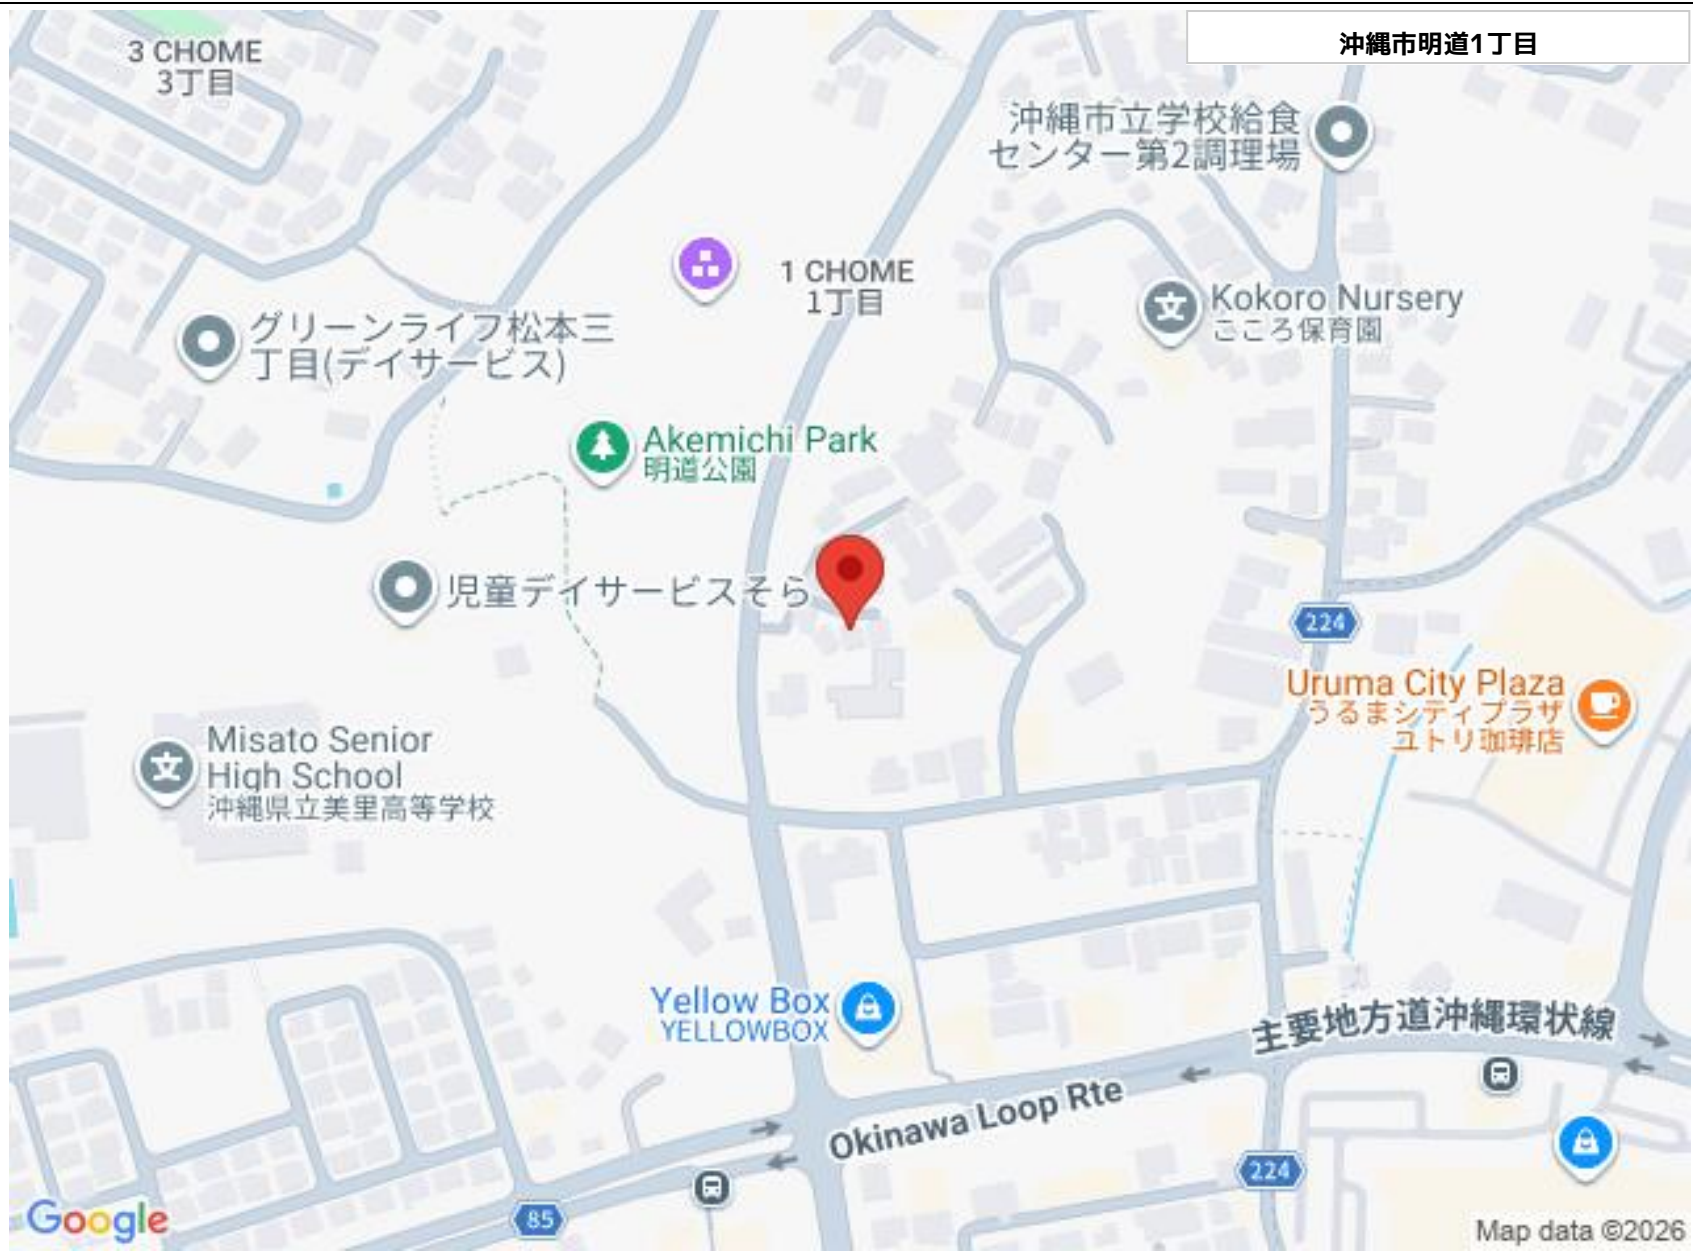 沖縄市明道1丁目
3 CHOME
3丁目
沖縄市立学校給食
センター第2調理場
1 CHOME
1丁目
Kokoro Nursery
こころ保育園
グリーンライフ松本三
丁目(デイサービス)
Akemichi Park
明道公園
児童デイサービスそら
224
Uruma City Plaza
うるまシティプラザ
ユトリ珈琲店
Misato Senior
High School
沖縄県立美里高等学校
Yellow Box
YELLOWBOX
主要地方道沖縄環状線
Okinawa Loop Rte
224
85
Google
Map data ©2026